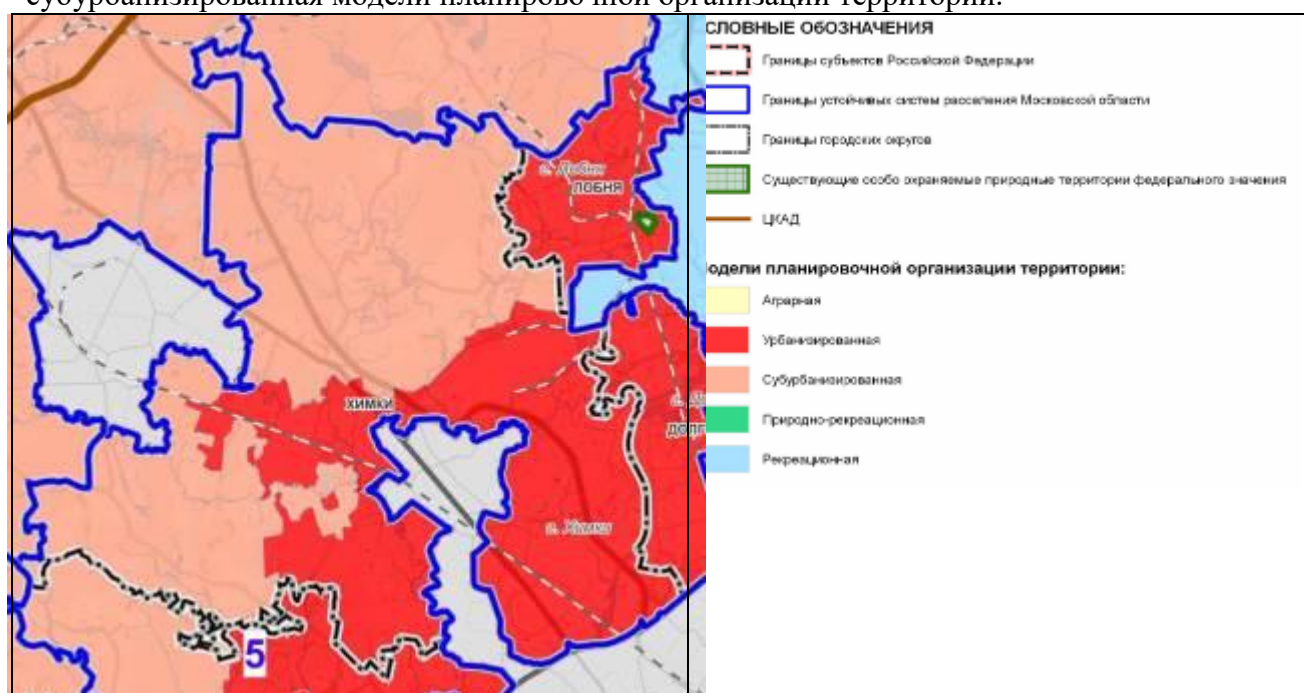 субурбанизированная модели планировочной организации территории.
СЛОВНЫЕ ОБОЗНАЧЕНИЯ
Границы субъектов Российской Федерации
Границы устойчивых систем расселения Московской области
Границы городских округов
Существующие особо охраняемые природные территории федерального значения
ЦКАД
одели планировочной организации территории:
Аграрная
Урбанизированная
Субурбанизированная
Природно-рекреационная
Рекреационная
г. Лобня
ЛОБНЯ
ХИМКИ
ДОЛГ
г. Химки
5